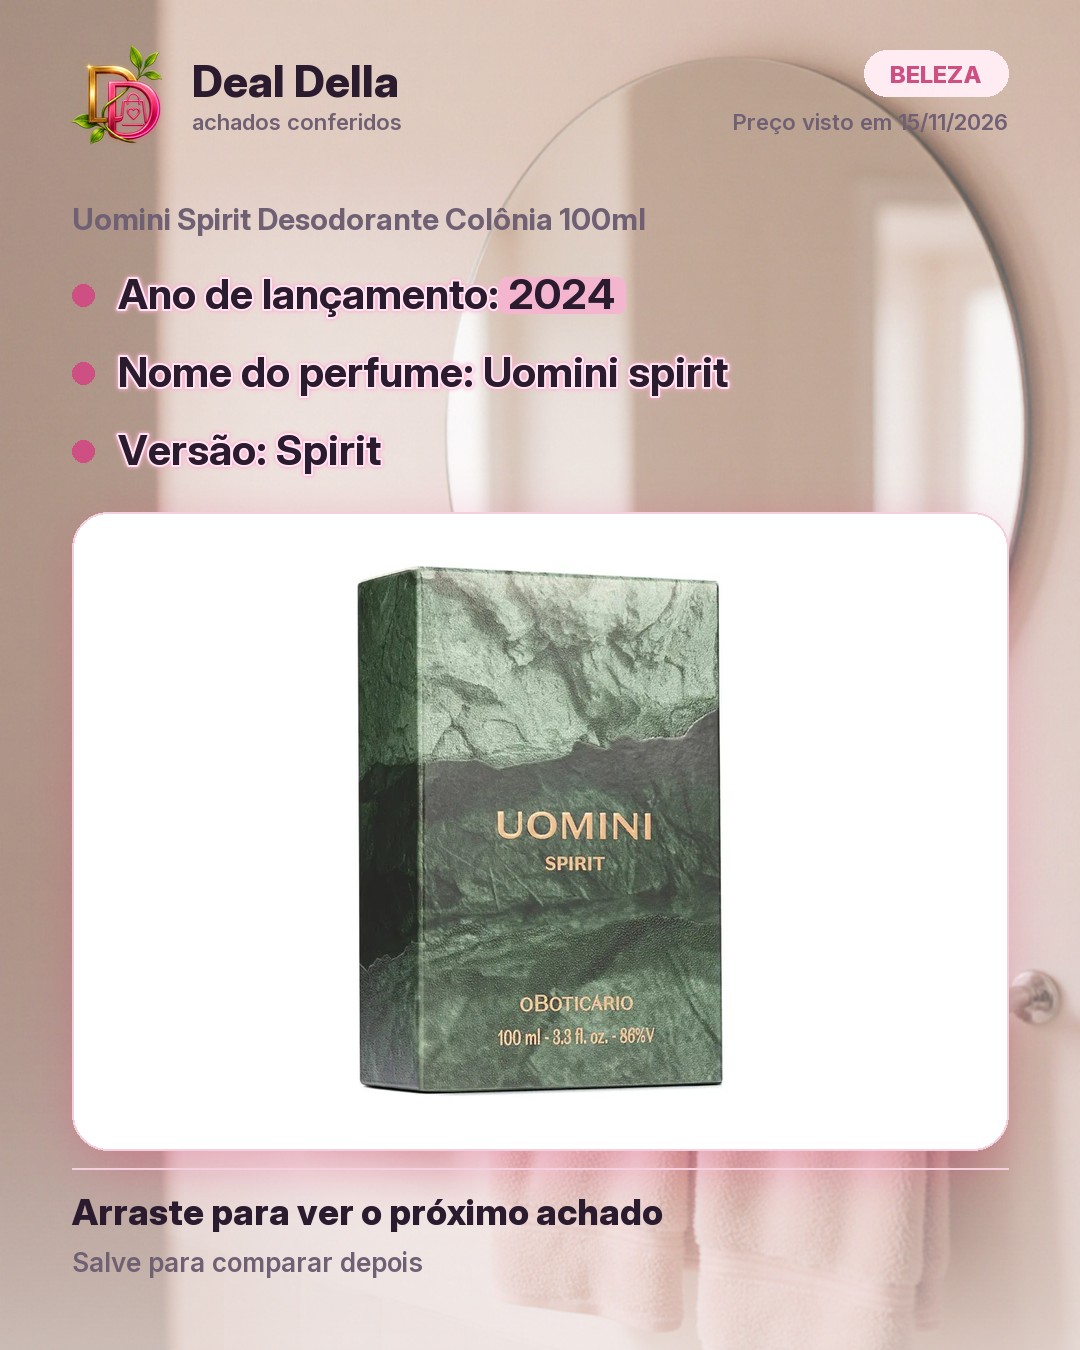 Deal Della
achados conferidos
BELEZA
Preço visto em 15/11/2026
Uomini Spirit Desodorante Colônia 100ml
Ano de lançamento: 2024
Nome do perfume: Uomini spirit
Versão: Spirit
UOMINI
SPIRIT
oBOTICÁRIO
100 ml - 3.3 fl. oz. - 86%V
Arraste para ver o próximo achado
Salve para comparar depois